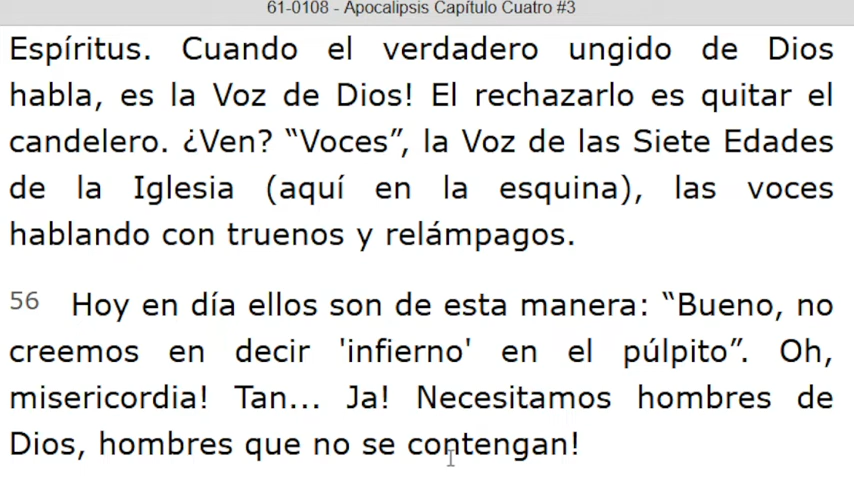 61-0108 - Apocalipsis Capítulo Cuatro #3
Espíritus. Cuando el verdadero ungido de Dios
habla, es la Voz de Dios! El rechazarlo es quitar el
candelero. ¿Ven? “Voces”, la Voz de las Siete Edades
de la Iglesia (aquí en la esquina), las voces
hablando con truenos y relámpagos.
56 Hoy en día ellos son de esta manera: “Bueno, no
creemos en decir 'infierno' en el púlpito”. Oh,
misericordia! Tan... Ja! Necesitamos hombres de
Dios, hombres que no se contengan!